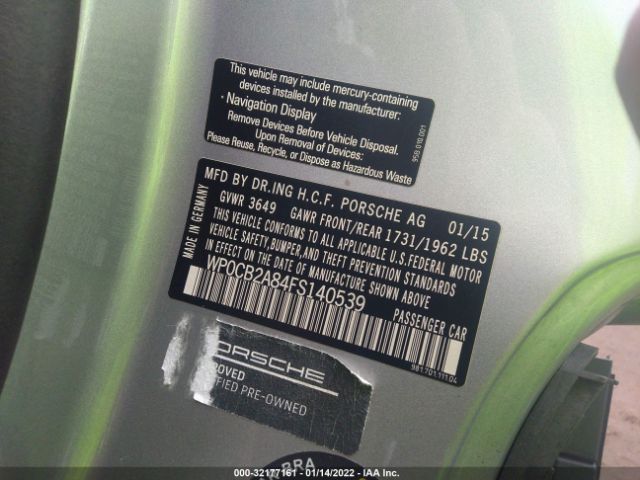 This vehicle may include mercury-containing
devices installed by the manufacturer:
· Navigation Display
Remove Devices Before Vehicle Disposal.
Upon Removal of Devices:
Please Reuse, Recycle, or Dispose as Hazardous Waste
MFD BY DR.ING H.C.F. PORSCHE AG 01/15
GVWR 3649 GAWR FRONT/REAR 1731/1962 LBS
THIS VEHICLE CONFORMS TO ALL APPLICABLE U.S.FEDERAL MOTOR
VEHICLE SAFETY,BUMPER,AND THEFT PREVENTION STANDARDS
IN EFFECT ON THE DATE OF MANUFACTURE SHOWN ABOVE
WP0CB2A84FS140539
PASSENGER CAR
MADE IN GERMANY
981.701.111.04
PORSCHE
PRE-OWNED
000-32177161 - 01/14/2022 - IAA Inc.